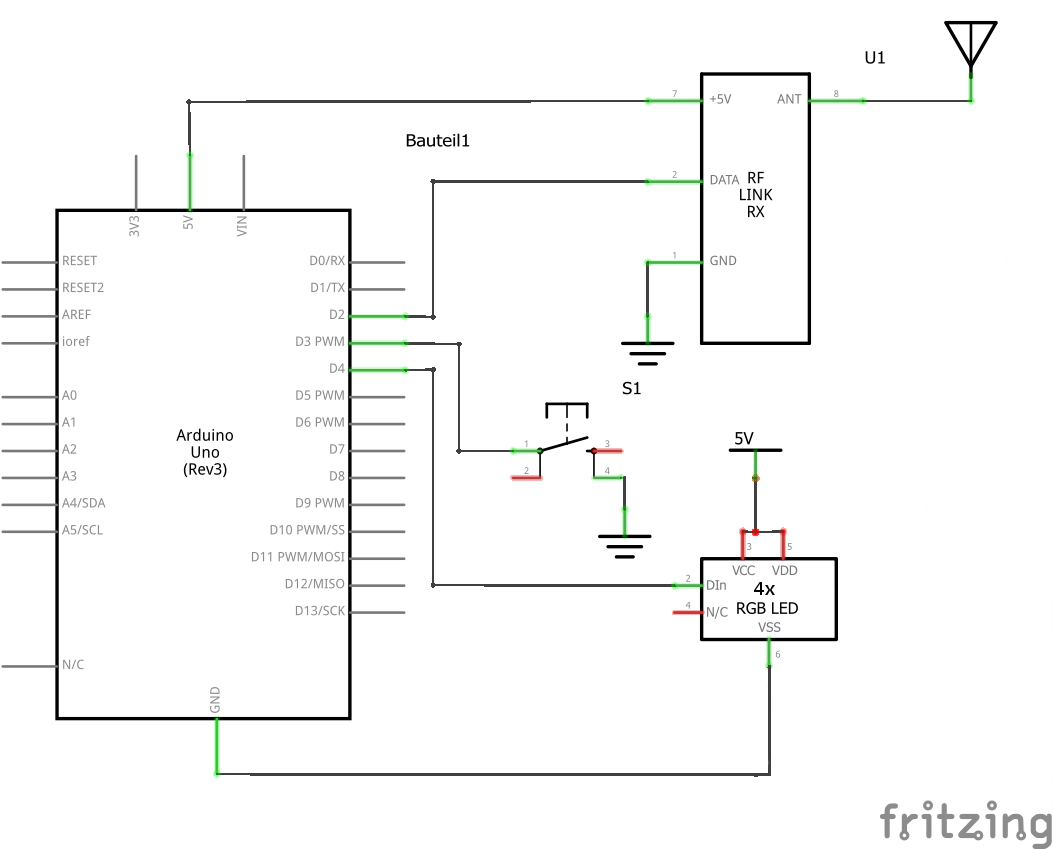 U1
7
+5V
ANT
8
Bauteil1
2
DATA
RF
LINK
RX
1
GND
3V3
5V
VIN
RESET
RESET2
AREF
ioref
A0
A1
A2
A3
A4/SDA
A5/SCL
N/C
D0/RX
D1/TX
D2
D3 PWM
D4
D5 PWM
D6 PWM
D7
D8
D9 PWM
D10 PWM/SS
D11 PWM/MOSI
D12/MISO
D13/SCK
Arduino
Uno
(Rev3)
GND
S1
1
3
2
4
5V
3
5
VCC
VDD
2
DIn
4x
4
N/C
RGB LED
VSS
6
fritzing